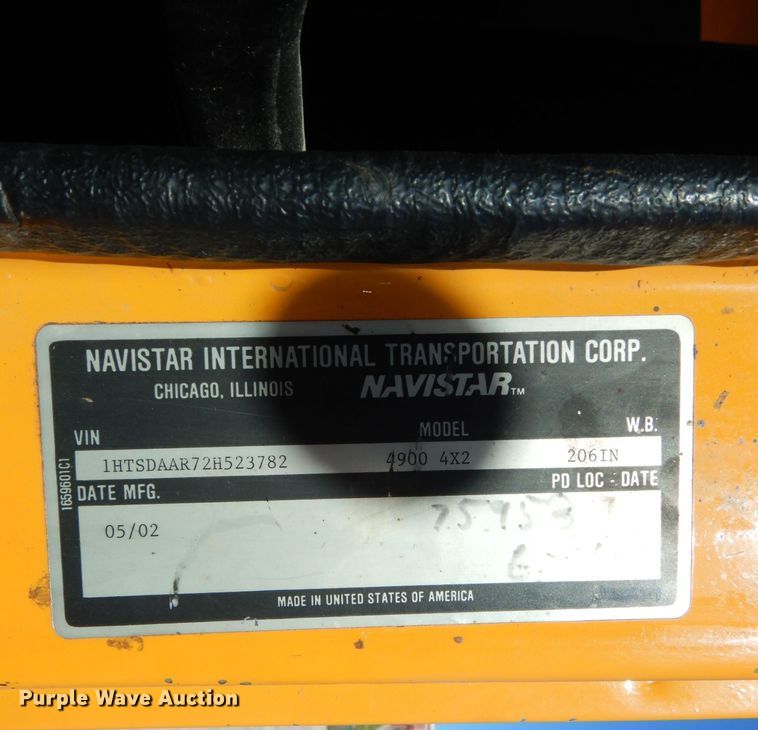 NAVISTAR INTERNATIONAL TRANSPORTATION CORP.
CHICAGO, ILLINOIS NAVISTAR™
VIN MODEL W.B.
1HTSDAAR72H523782 4900 4X2 206IN
DATE MFG. PD LOC - DATE
05/02
MADE IN UNITED STATES OF AMERICA
1659601C1
Purple Wave Auction